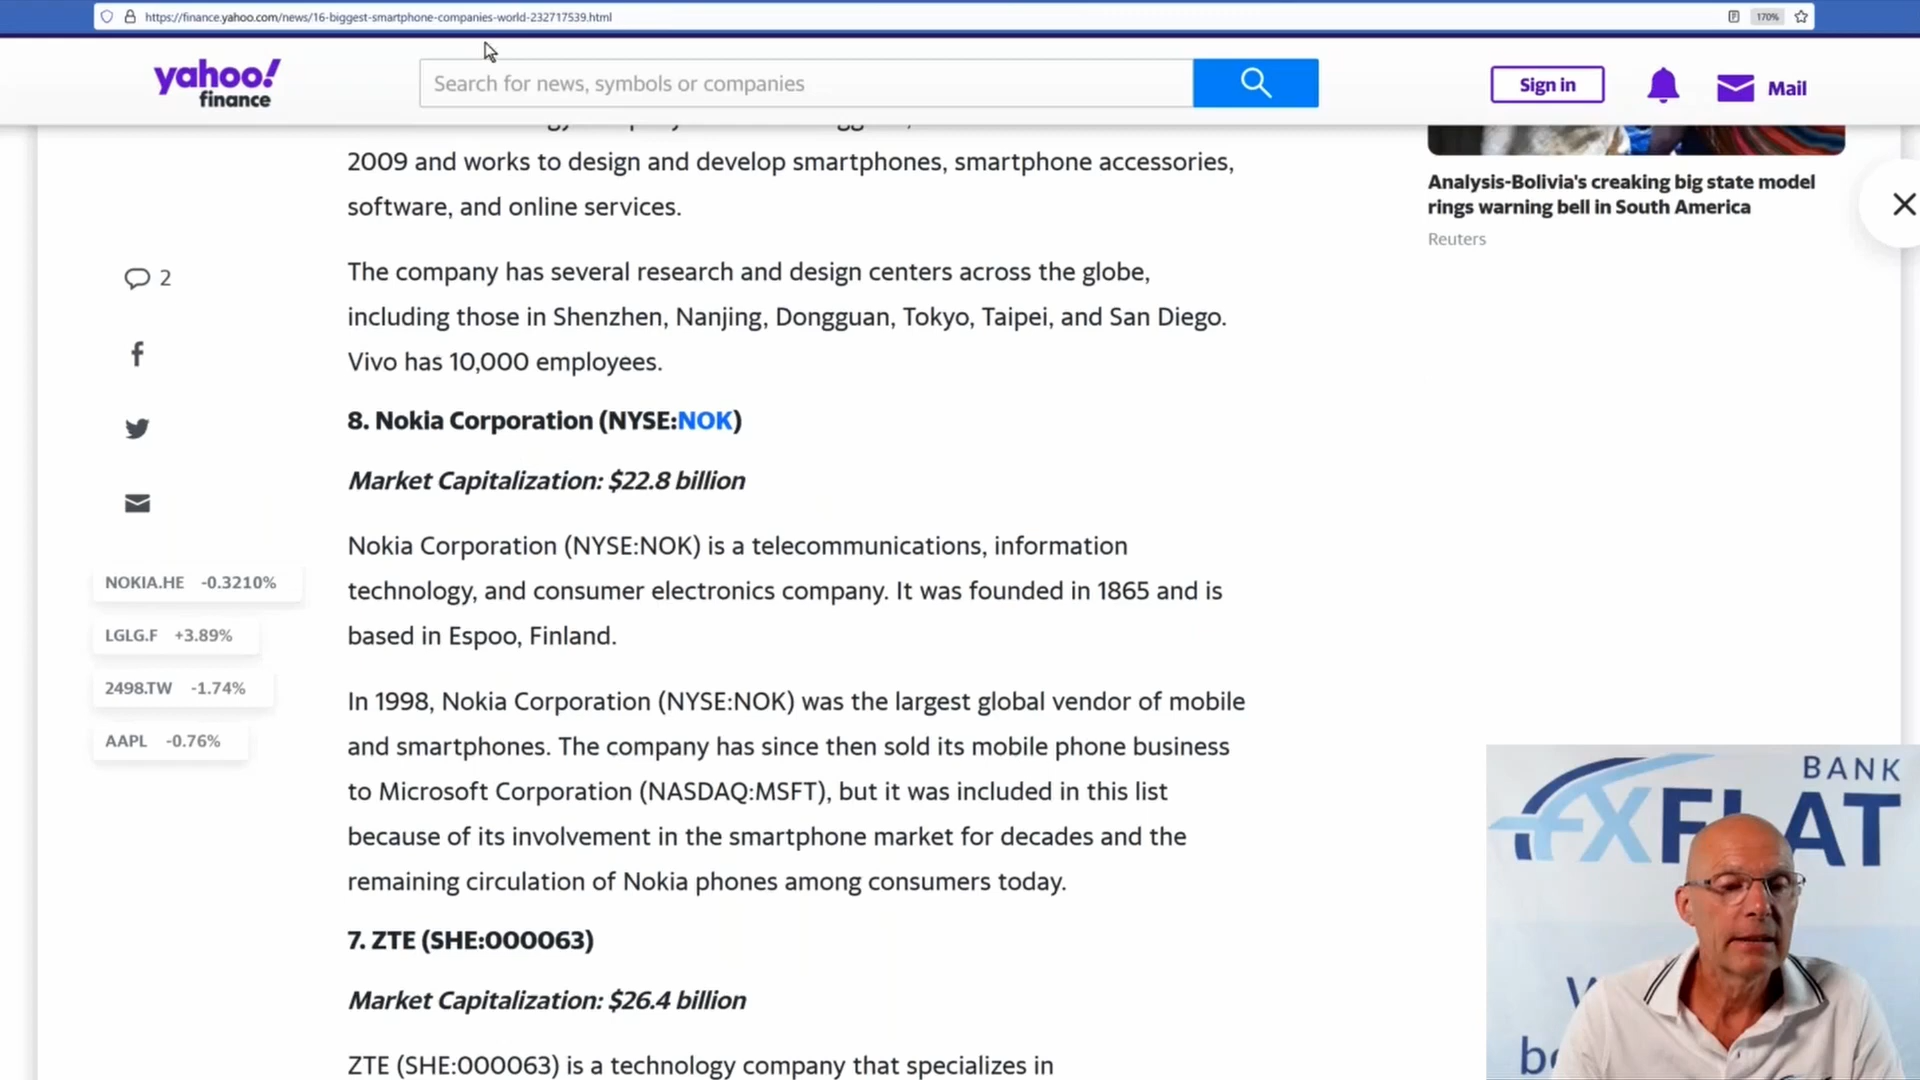 https://finance.yahoo.com/news/16-biggest-smartphone-companies-world-232717539.html
170%
yahoo!
finance
Search for news, symbols or companies
Sign in
Mail
2009 and works to design and develop smartphones, smartphone accessories,
software, and online services.
The company has several research and design centers across the globe,
including those in Shenzhen, Nanjing, Dongguan, Tokyo, Taipei, and San Diego.
Vivo has 10,000 employees.
8. Nokia Corporation (NYSE:NOK)
Market Capitalization: $22.8 billion
Nokia Corporation (NYSE:NOK) is a telecommunications, information
technology, and consumer electronics company. It was founded in 1865 and is
based in Espoo, Finland.
In 1998, Nokia Corporation (NYSE:NOK) was the largest global vendor of mobile
and smartphones. The company has since then sold its mobile phone business
to Microsoft Corporation (NASDAQ:MSFT), but it was included in this list
because of its involvement in the smartphone market for decades and the
remaining circulation of Nokia phones among consumers today.
7. ZTE (SHE:000063)
Market Capitalization: $26.4 billion
ZTE (SHE:000063) is a technology company that specializes in
2
NOKIA.HE -0.3210%
LGLG.F +3.89%
2498.TW -1.74%
AAPL -0.76%
Analysis-Bolivia's creaking big state model
rings warning bell in South America
Reuters
BANK
FXFLAT